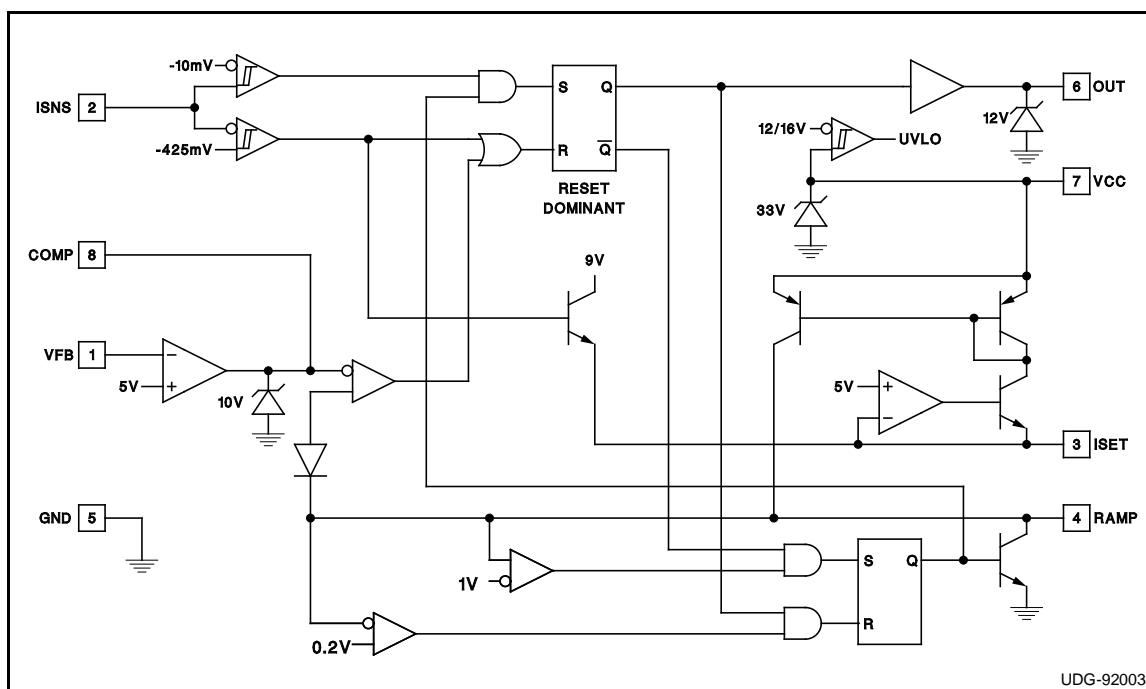 -10mV
ISNS 2
-425mV
S Q
R Q
RESET
DOMINANT
6 OUT
12V
12/16V
UVLO
7 VCC
33V
COMP 8
9V
VFB 1
-
5V
+
10V
5V
+
-
3 ISET
GND 5
4 RAMP
1V
S Q
R
0.2V
UDG-92003